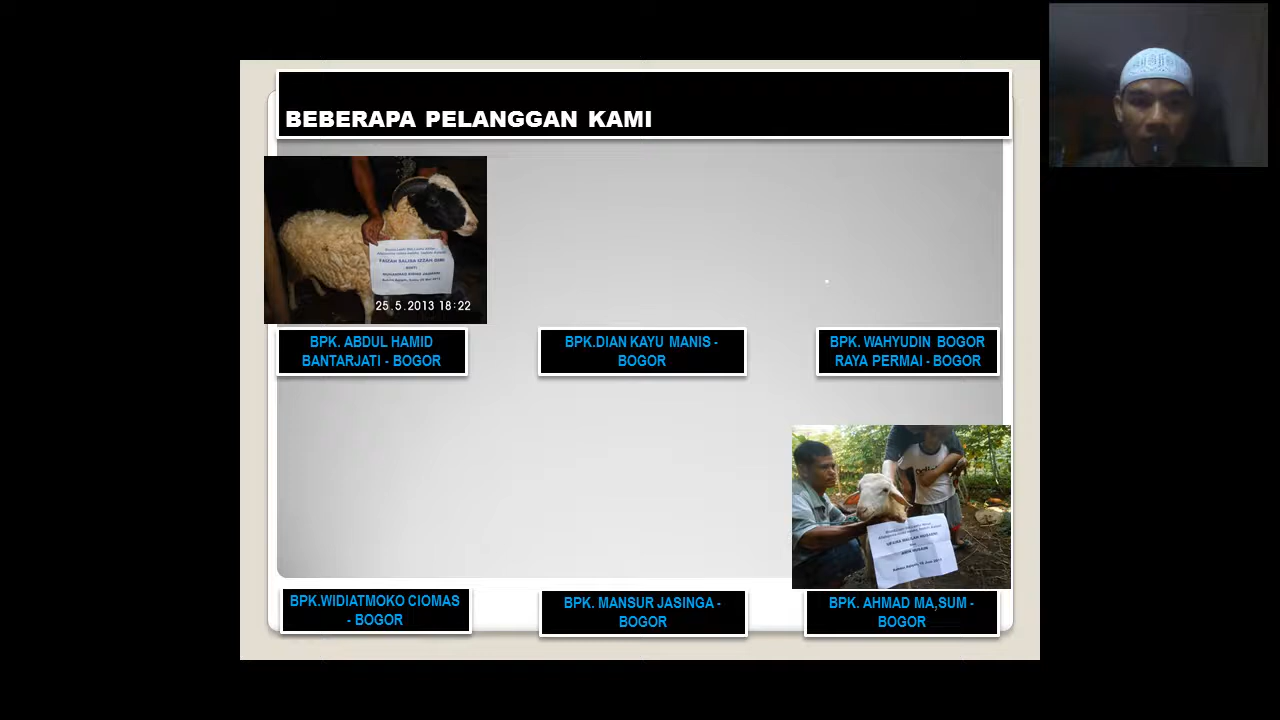 BEBERAPA PELANGGAN KAMI
25.5.2013 18:22
BPK. ABDUL HAMID
BANTARJATI - BOGOR
BPK.DIAN KAYU MANIS -
BOGOR
BPK. WAHYUDIN BOGOR
RAYA PERMAI - BOGOR
BPK.WIDIATMOKO CIOMAS
- BOGOR
BPK. MANSUR JASINGA -
BOGOR
BPK. AHMAD MA,SUM -
BOGOR